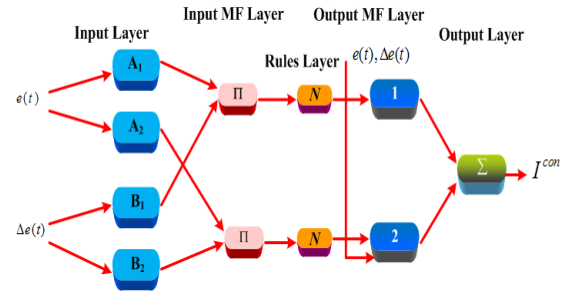 Input MF Layer
Output MF Layer
Input Layer
Output Layer
e(t), Δe(t)
Rules Layer
A₁
e(t)
Π
N
1
A₂
Σ
I^{con}
B₁
Δe(t)
Π
N
2
B₂